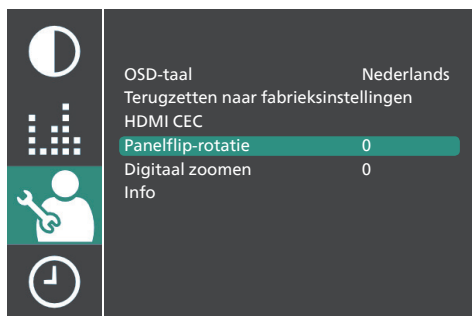 OSD-taal Nederlands
Terugzetten naar fabrieksinstellingen
HDMI CEC
Panelflip-rotatie 0
Digitaal zoomen 0
Info